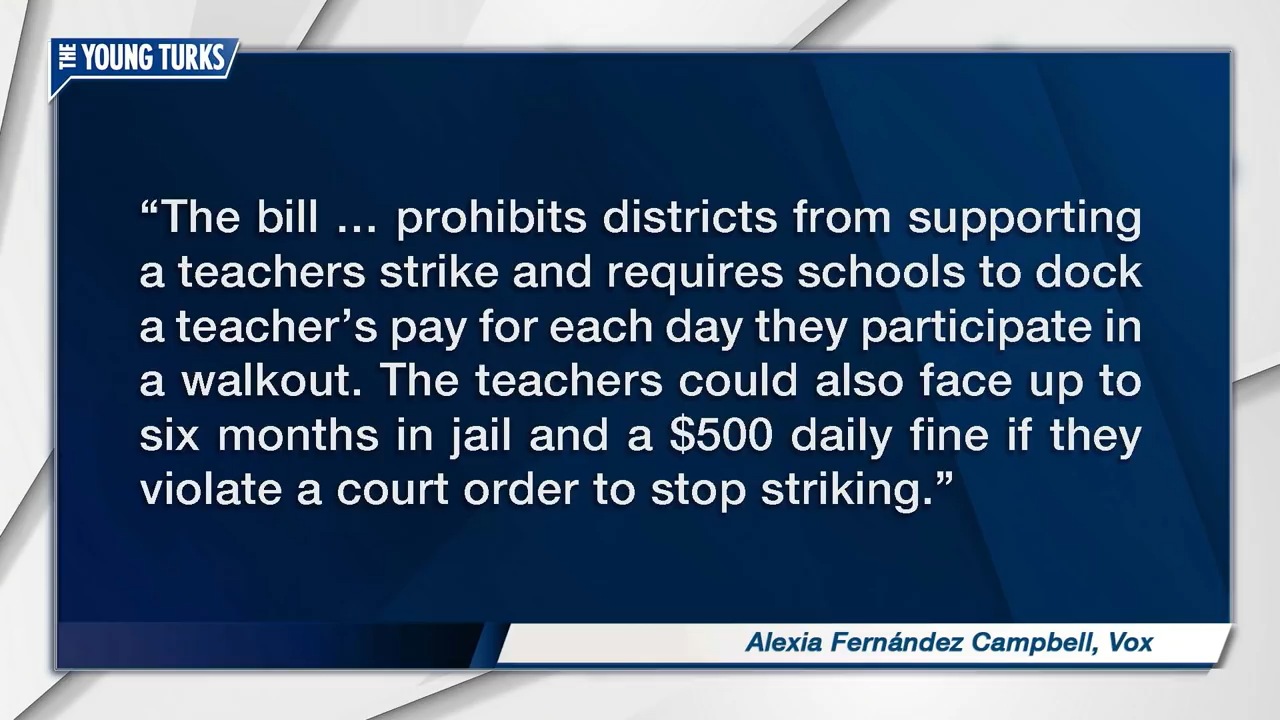 THE YOUNG TURKS
“The bill ... prohibits districts from supporting
a teachers strike and requires schools to dock
a teacher’s pay for each day they participate in
a walkout. The teachers could also face up to
six months in jail and a $500 daily fine if they
violate a court order to stop striking.”
Alexia Fernández Campbell, Vox